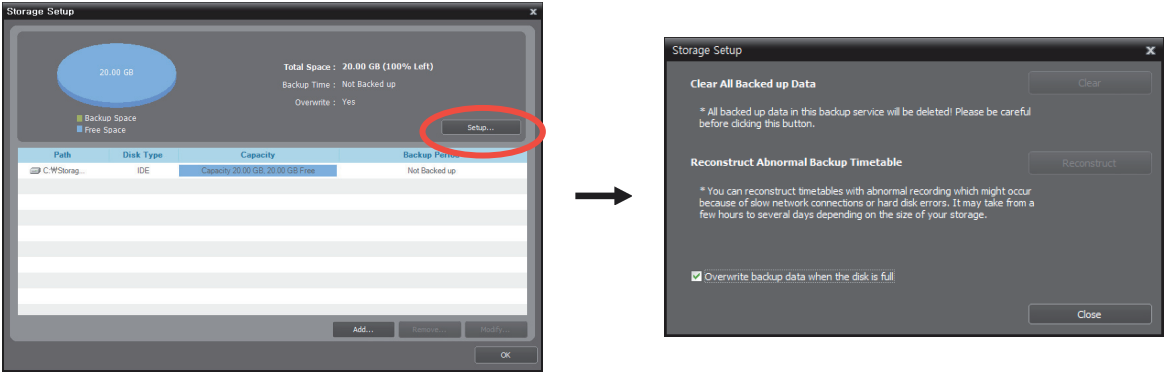 Storage Setup x
20.00 GB
Backup Space
Free Space
Total Space : 20.00 GB (100% Left)
Backup Time : Not Backed up
Overwrite : Yes
Setup...
Path Disk Type Capacity Backup Period
C:₩Storag... IDE Capacity 20.00 GB, 20.00 GB Free Not Backed up
Add... Remove... Modify...
OK
Storage Setup x
Clear All Backed up Data Clear
* All backed up data in this backup service will be deleted! Please be careful
before clicking this button.
Reconstruct Abnormal Backup Timetable Reconstruct
* You can reconstruct timetables with abnormal recording which might occur
because of slow network connections or hard disk errors. It may take from a
few hours to several days depending on the size of your storage.
Overwrite backup data when the disk is full
Close